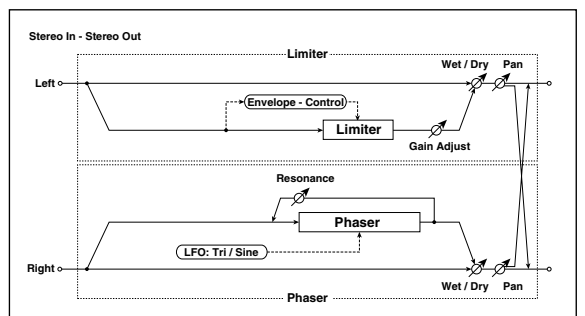 Stereo In - Stereo Out
Limiter
Wet / Dry
Pan
Left
Envelope - Control
Limiter
Gain Adjust
Resonance
Phaser
LFO: Tri / Sine
Right
Wet / Dry
Pan
Phaser